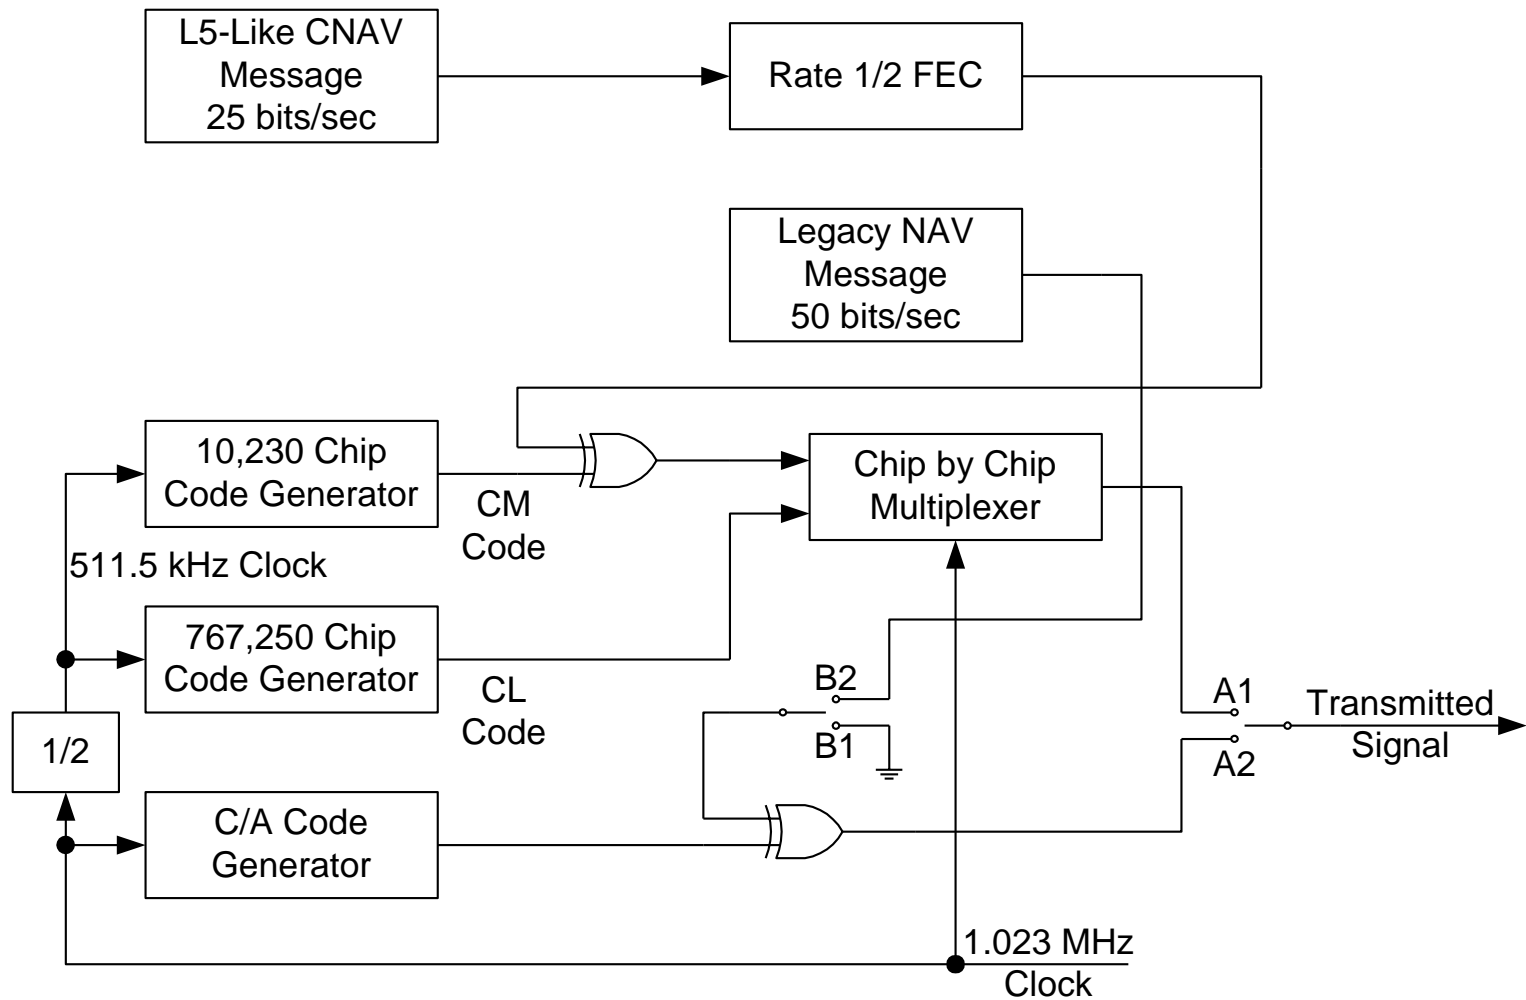 L5-Like CNAV
Message
25 bits/sec
Rate 1/2 FEC
Legacy NAV
Message
50 bits/sec
10,230 Chip
Code Generator
CM
Code
Chip by Chip
Multiplexer
511.5 kHz Clock
767,250 Chip
Code Generator
CL
Code
B2
B1
A1
A2
Transmitted
Signal
1/2
C/A Code
Generator
1.023 MHz
Clock